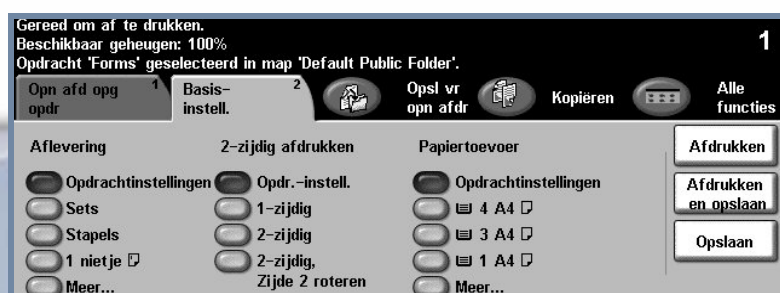 Gereed om af te drukken.
Beschikbaar geheugen: 100%
1
Opdracht 'Forms' geselecteerd in map 'Default Public Folder'.
Opn afd opg opdr 1
Basis-instell. 2
Opsl vr opn afdr
Kopiëren
Alle functies
Aflevering
Opdrachtinstellingen
Sets
Stapels
1 nietje
Meer...
2-zijdig afdrukken
Opdr.-instell.
1-zijdig
2-zijdig
2-zijdig,
Zijde 2 roteren
Papiertoevoer
Opdrachtinstellingen
4 A4
3 A4
1 A4
Meer...
Afdrukken
Afdrukken
en opslaan
Opslaan